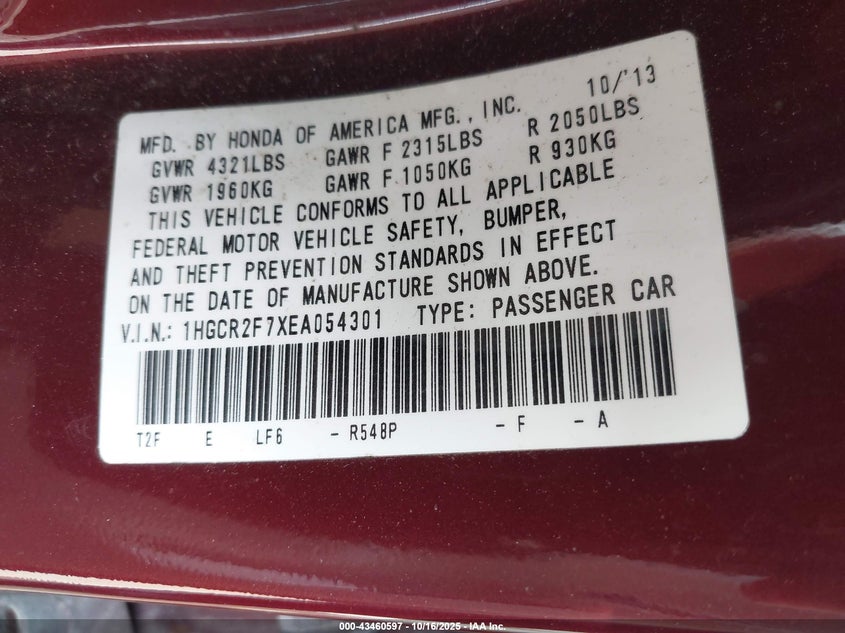 10/'13
MFD. BY HONDA OF AMERICA MFG., INC.
GVWR 4321LBS GAWR F 2315LBS R 2050LBS
GVWR 1960KG GAWR F 1050KG R 930KG
THIS VEHICLE CONFORMS TO ALL APPLICABLE
FEDERAL MOTOR VEHICLE SAFETY, BUMPER,
AND THEFT PREVENTION STANDARDS IN EFFECT
ON THE DATE OF MANUFACTURE SHOWN ABOVE.
V.I.N.: 1HGCR2F7XEA054301 TYPE: PASSENGER CAR
T2F E LF6 - R548P - F - A
000-43460597 - 10/16/2025 - IAA Inc.